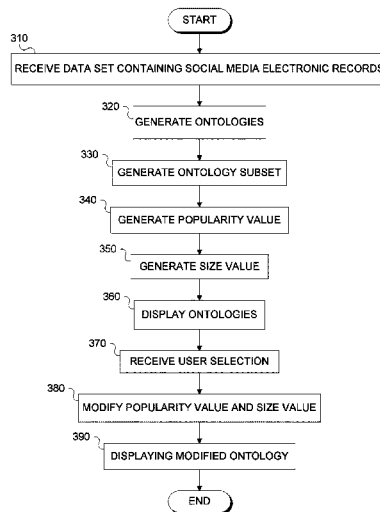 START
310
RECEIVE DATA SET CONTAINING SOCIAL MEDIA ELECTRONIC RECORDS
320
GENERATE ONTOLOGIES
330
GENERATE ONTOLOGY SUBSET
340
GENERATE POPULARITY VALUE
350
GENERATE SIZE VALUE
360
DISPLAY ONTOLOGIES
370
RECEIVE USER SELECTION
380
MODIFY POPULARITY VALUE AND SIZE VALUE
390
DISPLAYING MODIFIED ONTOLOGY
END